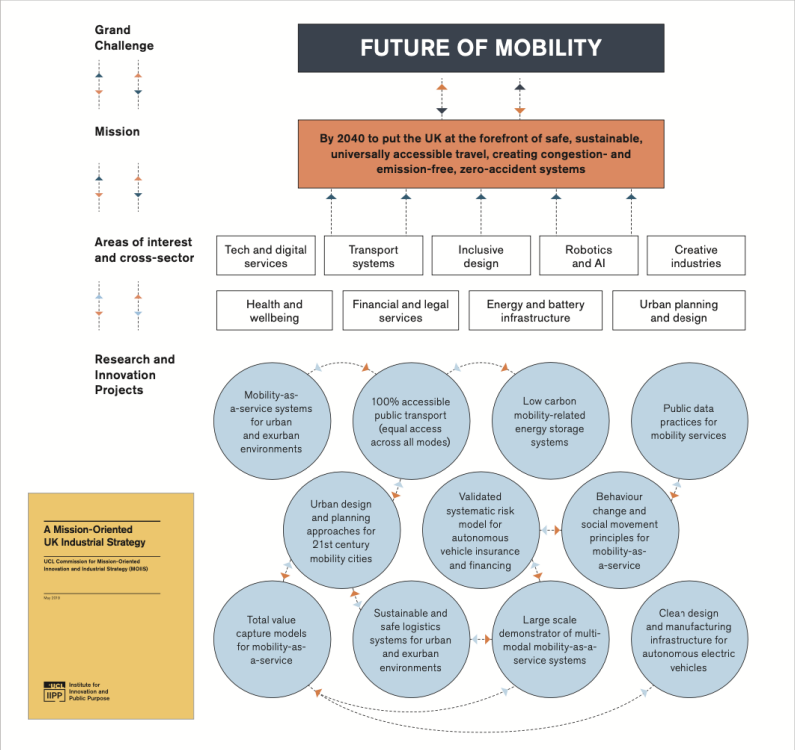 Grand
Challenge
FUTURE OF MOBILITY
Mission
By 2040 to put the UK at the forefront of safe, sustainable,
universally accessible travel, creating congestion- and
emission-free, zero-accident systems
Areas of interest
and cross-sector
Tech and digital
services
Transport
systems
Inclusive
design
Robotics
and AI
Creative
industries
Health and
wellbeing
Financial and legal
services
Energy and battery
infrastructure
Urban planning
and design
Research and
Innovation
Projects
Mobility-as-
a-service systems
for urban
and exurban
environments
100% accessible
public transport
(equal access
across all modes)
Low carbon
mobility-related
energy storage
systems
Public data
practices for
mobility services
Urban design
and planning
approaches for
21st century
mobility cities
Validated
systematic risk
model for
autonomous
vehicle insurance
and financing
Behaviour
change and
social movement
principles for
mobility-as-
a-service
Total value
capture models
for mobility-as-
a-service
Sustainable and
safe logistics
systems for urban
and exurban
environments
Large scale
demonstrator of multi-
modal mobility-as-a-
service systems
Clean design
and manufacturing
infrastructure for
autonomous electric
vehicles
A Mission-Oriented
UK Industrial Strategy
UCL Commission for Mission-Oriented
Innovation and Industrial Strategy (MOIIS)
May 2019
UCL
IIPP
Institute for
Innovation and
Public Purpose